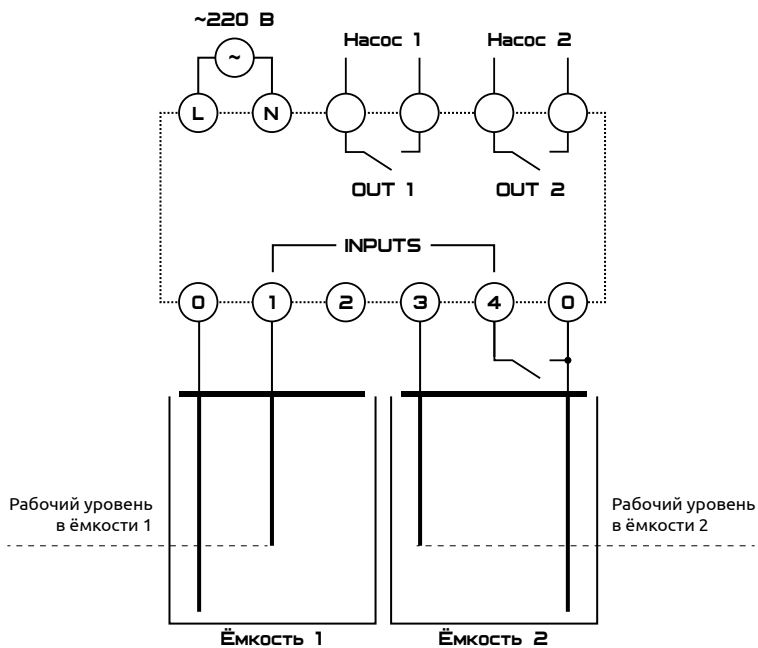 ~220 В
~
Насос 1
Насос 2
L
N
OUT 1
OUT 2
INPUTS
0
1
2
3
4
0
Рабочий уровень
в ёмкости 1
Рабочий уровень
в ёмкости 2
Ёмкость 1
Ёмкость 2